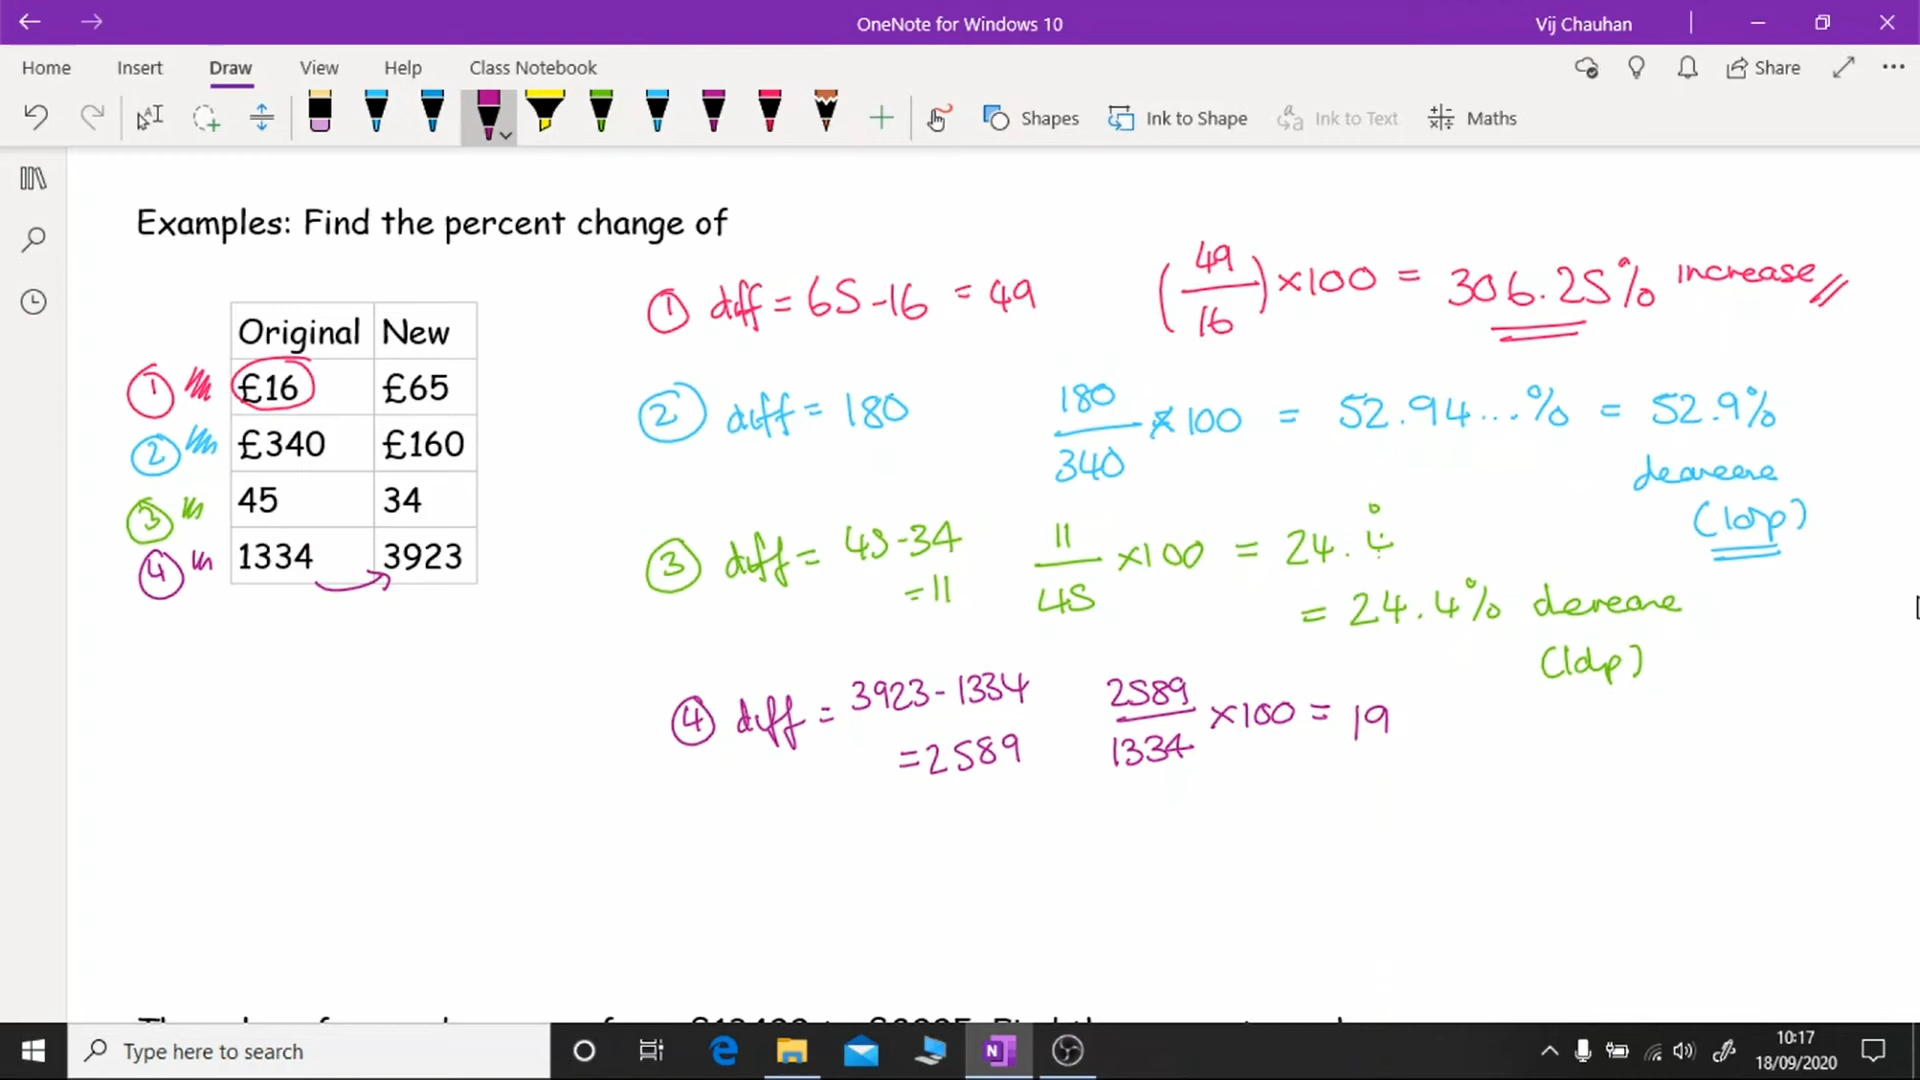 OneNote for Windows 10
Vij Chauhan
Home Insert Draw View Help Class Notebook
Share
Shapes Ink to Shape Ink to Text Maths
Examples: Find the percent change of
Original New
① £16 £65
② £340 £160
③ 45 34
④ 1334 3923
① diff = 65-16 = 49 (49/16) ×100 = 306.25% increase
② diff = 180 180/340 ×100 = 52.94...% = 52.9%
decrease
(1dp)
③ diff = 45-34 11/45 ×100 = 24.4̇
=11
= 24.4% decrease
(1dp)
④ diff = 3923-1334 2589/1334 ×100 = 19
=2589
Type here to search
10:17
18/09/2020